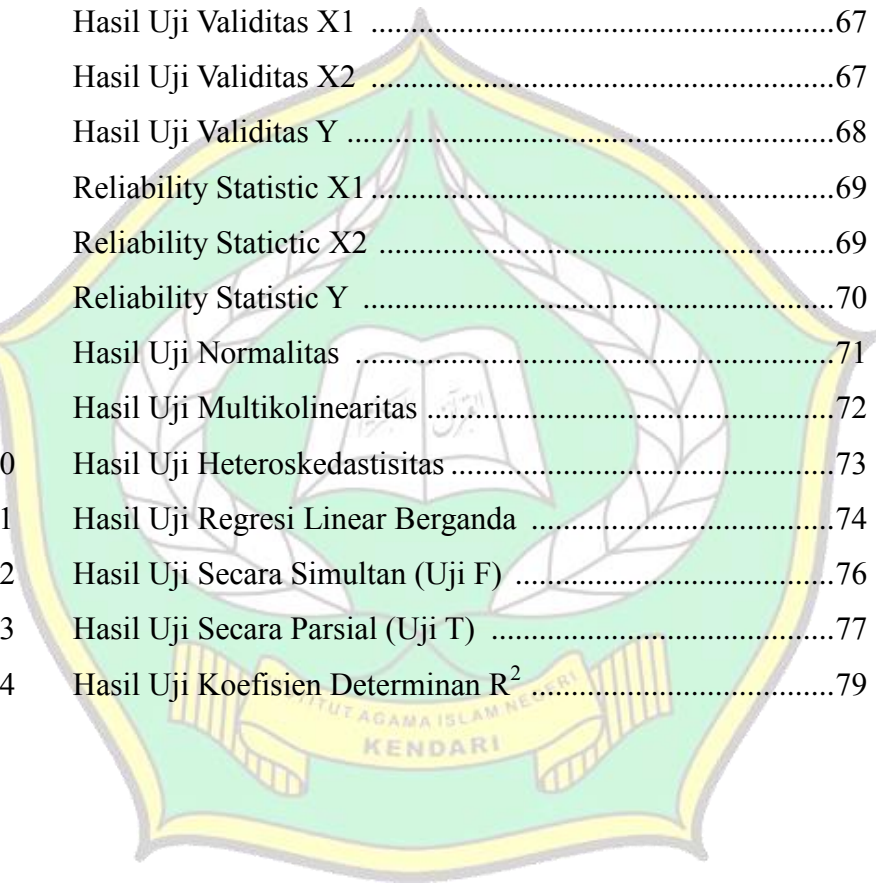 Hasil Uji Validitas X1 ........................................................67
Hasil Uji Validitas X2 ........................................................67
Hasil Uji Validitas Y ...........................................................68
Reliability Statistic X1........................................................69
Reliability Statictic X2 .......................................................69
Reliability Statistic Y .........................................................70
Hasil Uji Normalitas ..........................................................71
Hasil Uji Multikolinearitas .................................................72
0 Hasil Uji Heteroskedastisitas..............................................73
1 Hasil Uji Regresi Linear Berganda ....................................74
2 Hasil Uji Secara Simultan (Uji F) ......................................76
3 Hasil Uji Secara Parsial (Uji T) .........................................77
4 Hasil Uji Koefisien Determinan R² ....................................79
AGAMA ISLAM NEGERI
KENDARI